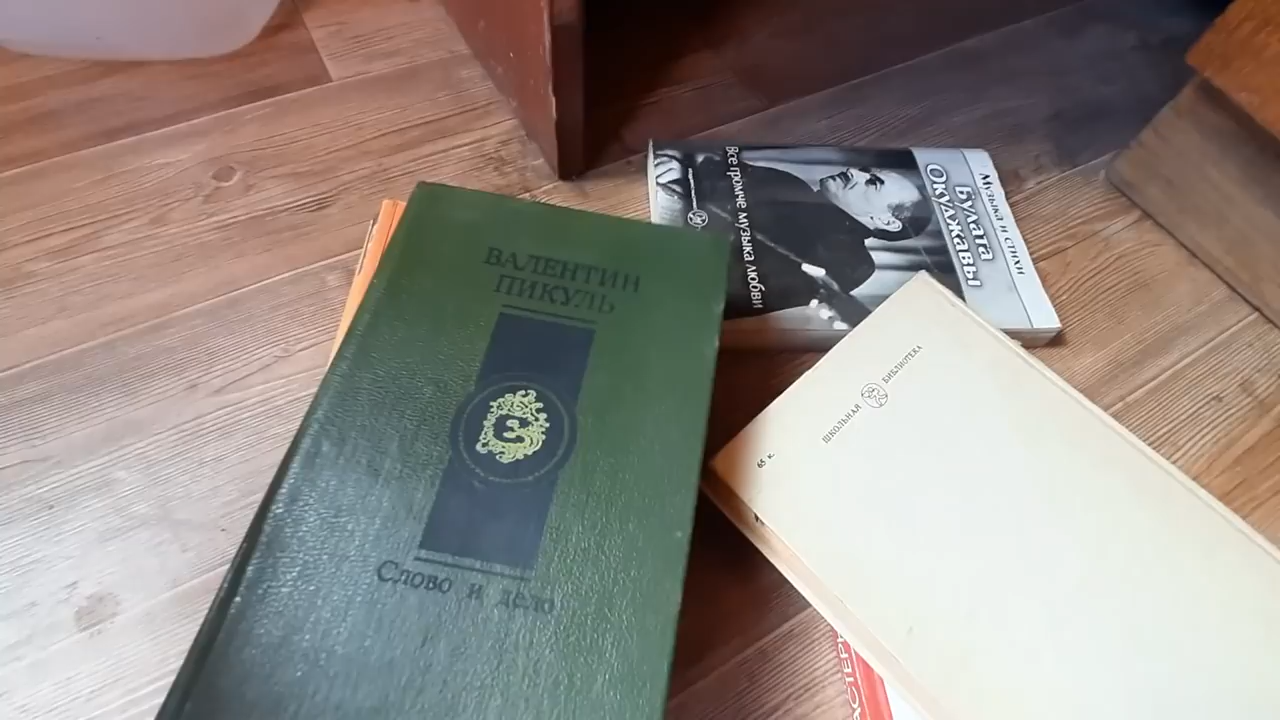 ВАЛЕНТИН
ПИКУЛЬ
Слово и дело
Музыка и стихи
Булата
Окуджавы
Все громче музыка любви
ШКОЛЬНАЯ БИБЛИОТЕКА
65 к.